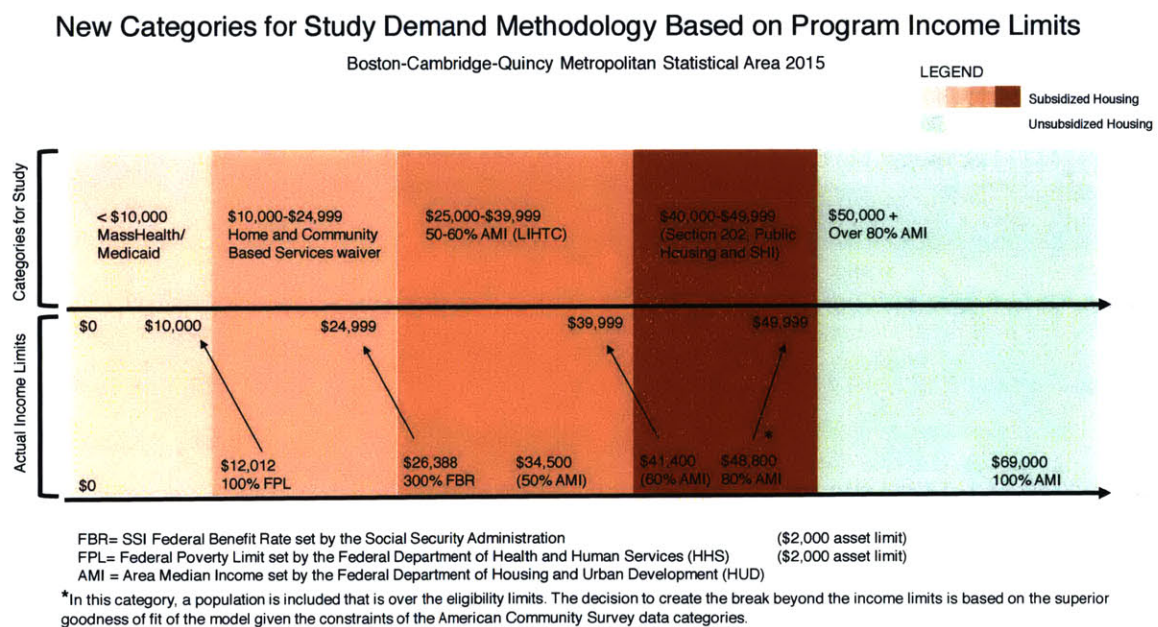 New Categories for Study Demand Methodology Based on Program Income Limits
Boston-Cambridge-Quincy Metropolitan Statistical Area 2015
LEGEND
Subsidized Housing
Unsubsidized Housing
Categories for Study
< $10,000
MassHealth/
Medicaid
$10,000-$24,999
Home and Community
Based Services waiver
$25,000-$39,999
50-60% AMI (LIHTC)
$40,000-$49,999
(Section 202, Public
Housing and SHI)
$50,000 +
Over 80% AMI
Actual Income Limits
$0 $10,000 $24,999 $39,999 $49,999
$0
$12,012
100% FPL
$26,388
300% FBR
$34,500
(50% AMI)
$41,400
(60% AMI)
*
$48,800
80% AMI
$69,000
100% AMI
FBR= SSI Federal Benefit Rate set by the Social Security Administration ($2,000 asset limit)
FPL= Federal Poverty Limit set by the Federal Department of Health and Human Services (HHS) ($2,000 asset limit)
AMI = Area Median Income set by the Federal Department of Housing and Urban Development (HUD)
*In this category, a population is included that is over the eligibility limits. The decision to create the break beyond the income limits is based on the superior
goodness of fit of the model given the constraints of the American Community Survey data categories.